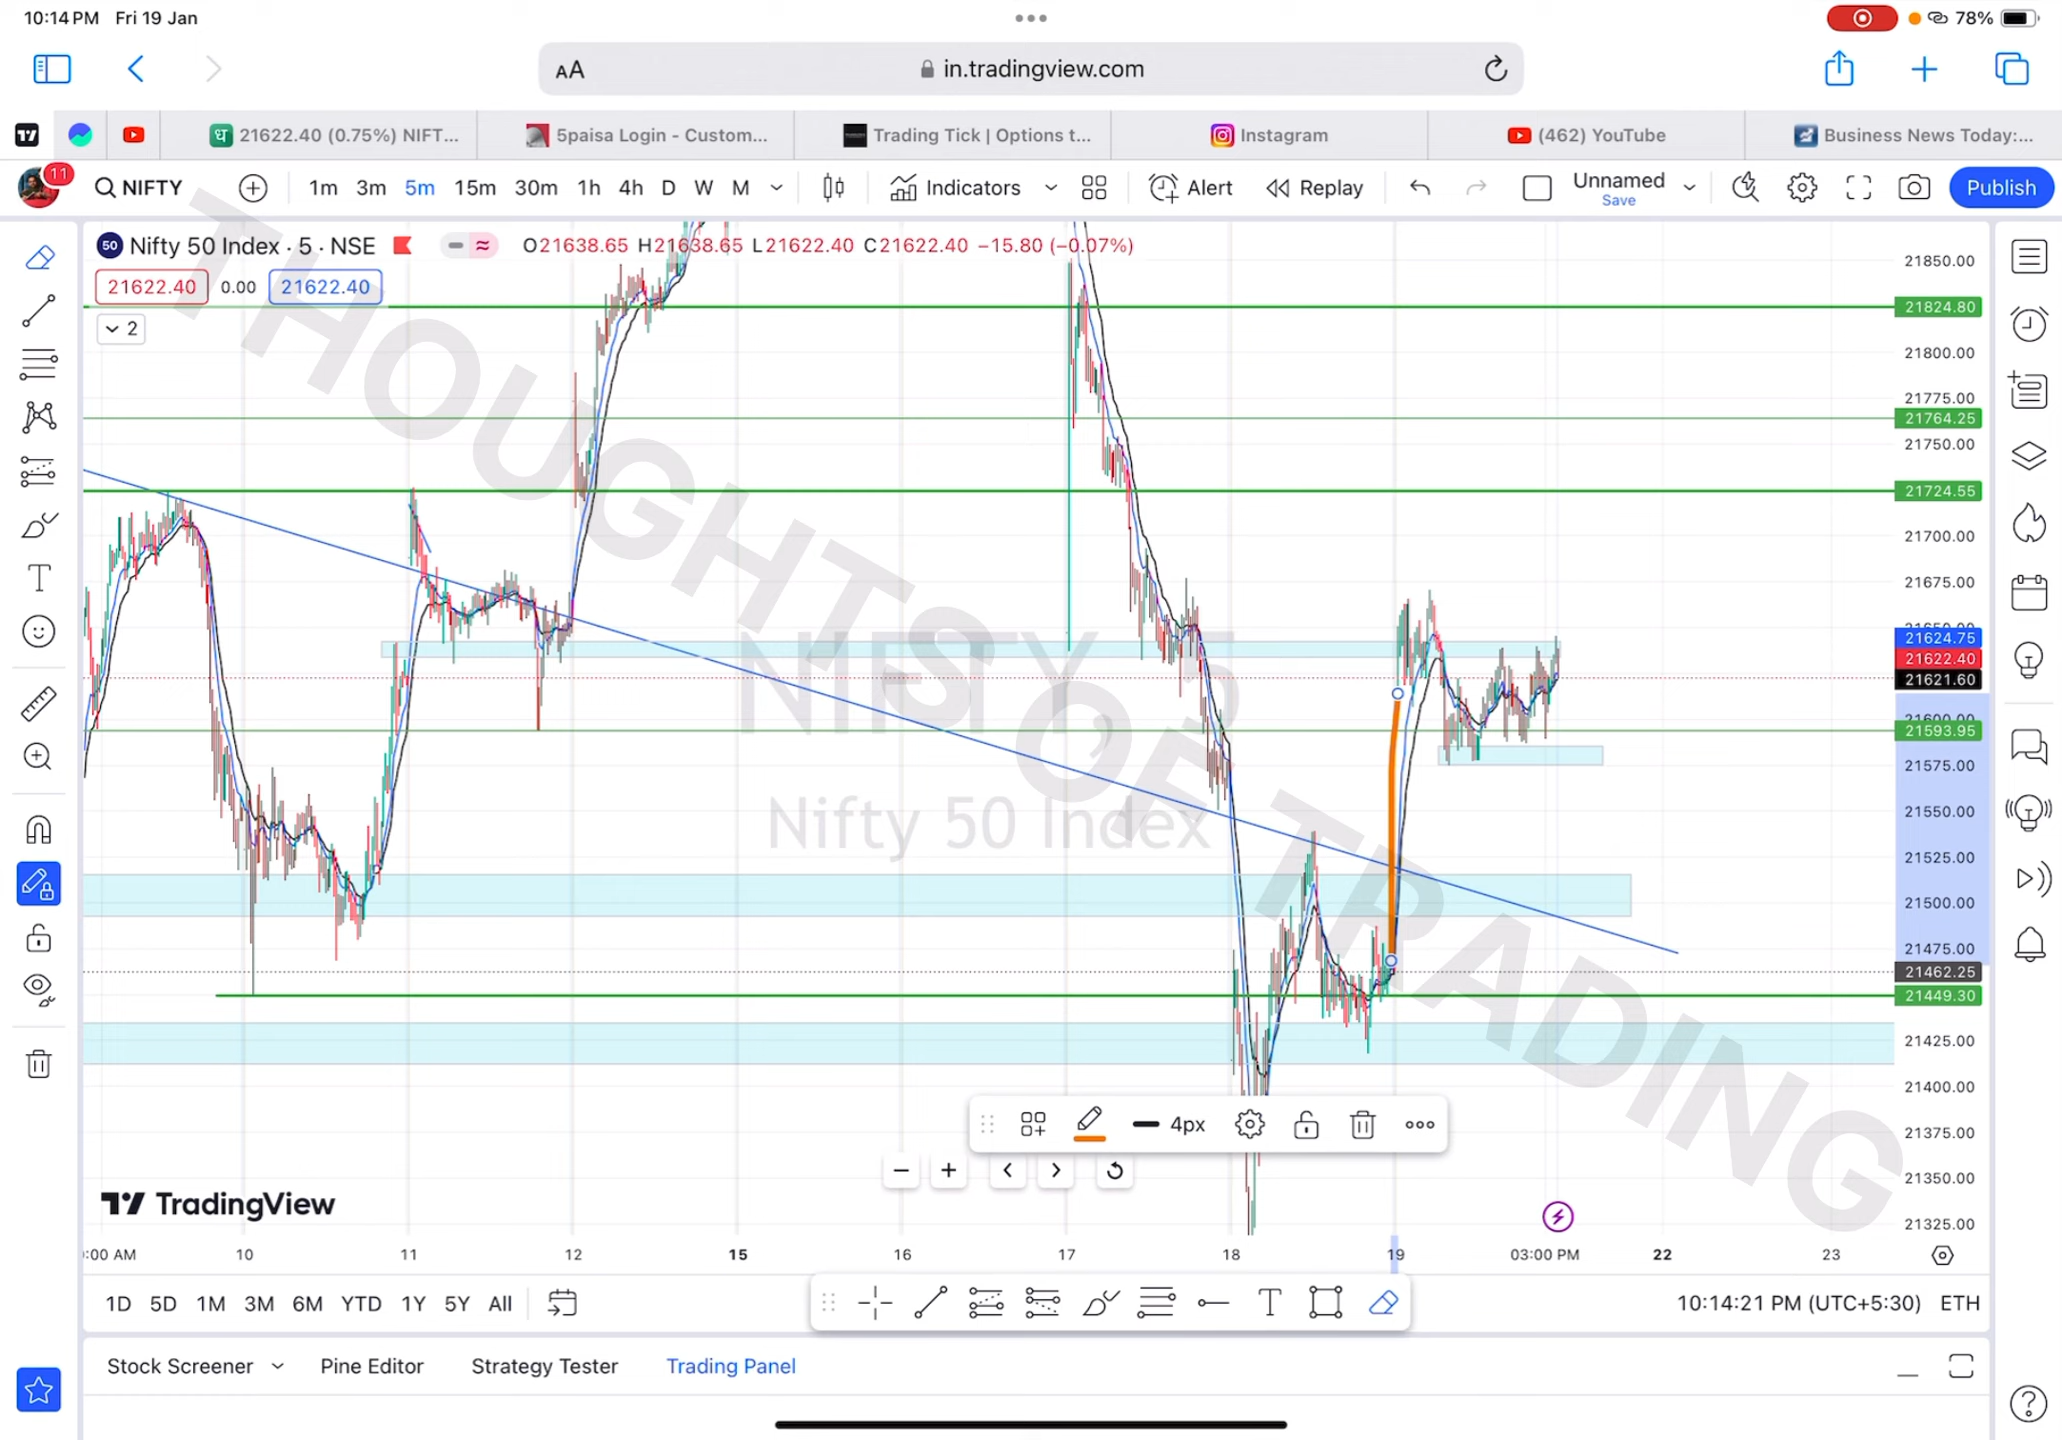 10:14 PM Fri 19 Jan
78%
AA
in.tradingview.com
21622.40 (0.75%) NIFT...
5paisa Login - Custom...
Trading Tick | Options t...
Instagram
(462) YouTube
Business News Today:...
11
NIFTY
1m 3m 5m 15m 30m 1h 4h D W M
Indicators
Alert
Replay
Unnamed
Save
Publish
50 Nifty 50 Index · 5 · NSE
O21638.65 H21638.65 L21622.40 C21622.40 −15.80 (−0.07%)
21622.40 0.00 21622.40
2
THOUGHTS OF TRADING
NIFTY, 5
Nifty 50 Index
21850.00
21824.80
21800.00
21775.00
21764.25
21750.00
21724.55
21700.00
21675.00
21650.00
21624.75
21622.40
21621.60
21600.00
21593.95
21575.00
21550.00
21525.00
21500.00
21475.00
21462.25
21449.30
21425.00
21400.00
21375.00
21350.00
21325.00
4px
TradingView
:00 AM 10 11 12 15 16 17 18 19 03:00 PM 22 23
1D 5D 1M 3M 6M YTD 1Y 5Y All
T
10:14:21 PM (UTC+5:30) ETH
Stock Screener Pine Editor Strategy Tester Trading Panel